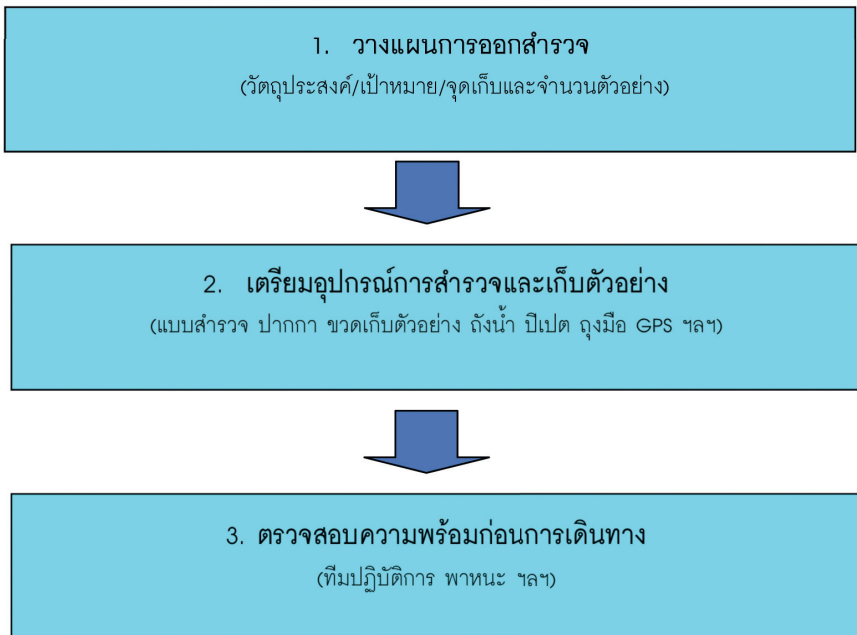 1. วางแผนการออกสำรวจ
(วัตถุประสงค์/เป้าหมาย/จุดเก็บและจำนวนตัวอย่าง)
2. เตรียมอุปกรณ์การสำรวจและเก็บตัวอย่าง
(แบบสำรวจ ปากกา ขวดเก็บตัวอย่าง ถังน้ำ ปิเปต ถุงมือ GPS ฯลฯ)
3. ตรวจสอบความพร้อมก่อนการเดินทาง
(ทีมปฏิบัติการ พาหนะ ฯลฯ)